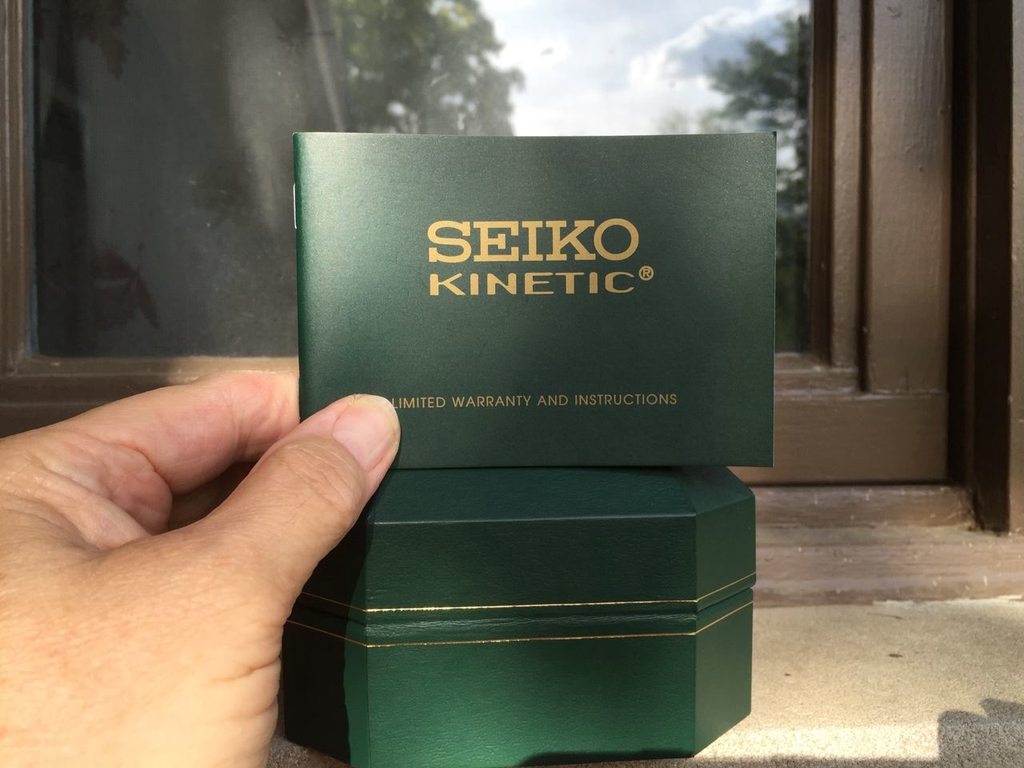 SEIKO
KINETIC®
LIMITED WARRANTY AND INSTRUCTIONS